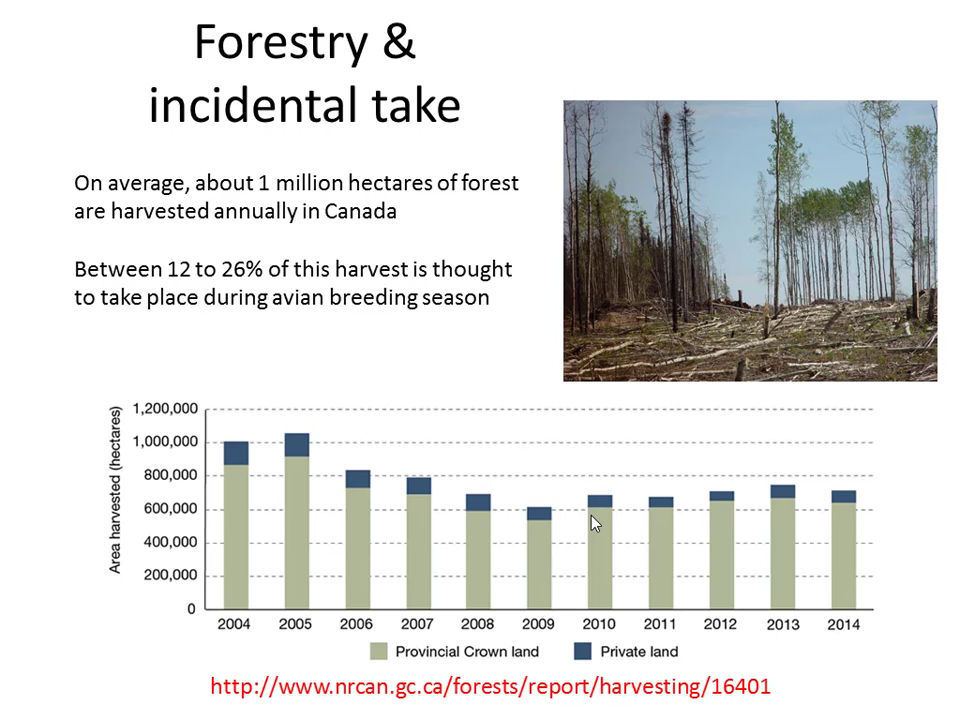 Forestry &
incidental take
On average, about 1 million hectares of forest
are harvested annually in Canada
Between 12 to 26% of this harvest is thought
to take place during avian breeding season
Area harvested (hectares)
1,200,000
1,000,000
800,000
600,000
400,000
200,000
0
2004 2005 2006 2007 2008 2009 2010 2011 2012 2013 2014
Provincial Crown land Private land
http://www.nrcan.gc.ca/forests/report/harvesting/16401